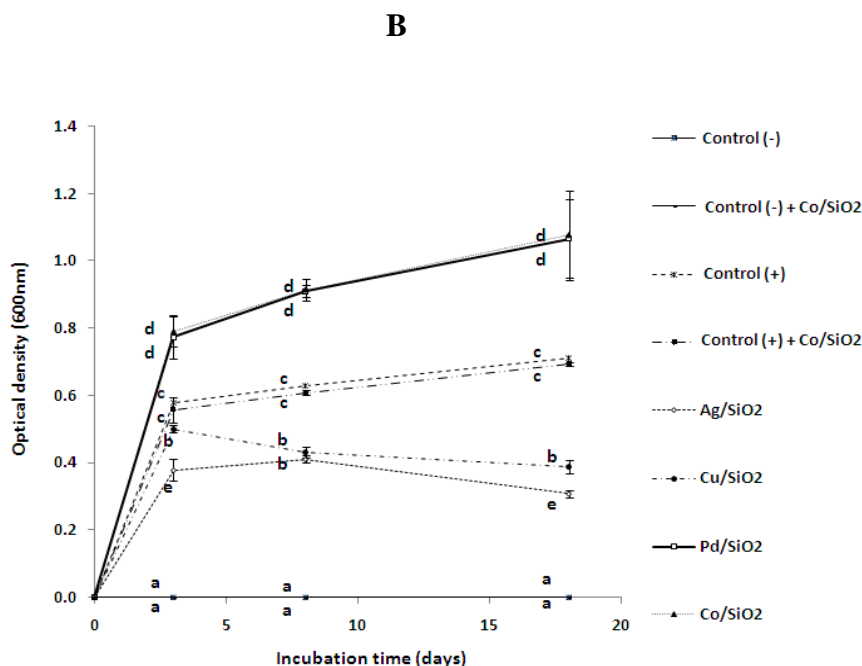 B
Optical density (600nm)
1.4
1.2
1.0
0.8
0.6
0.4
0.2
0.0
d
d
d
d
d
d
c
c
c
c
c
c
b
b
b
b
e
e
a
a
a
a
a
a
0
5
10
15
20
Incubation time (days)
Control (-)
Control (-) + Co/SiO2
Control (+)
Control (+) + Co/SiO2
Ag/SiO2
Cu/SiO2
Pd/SiO2
Co/SiO2